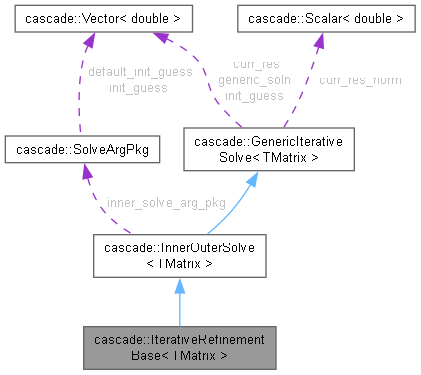 cascade::Vector< double >
cascade::Scalar< double >
default_init_guess
init_guess
curr_res
generic_soln
init_guess
curr_res_norm
cascade::SolveArgPkg
cascade::GenericIterative
Solve< TMatrix >
inner_solve_arg_pkg
cascade::InnerOuterSolve
< TMatrix >
cascade::IterativeRefinement
Base< TMatrix >